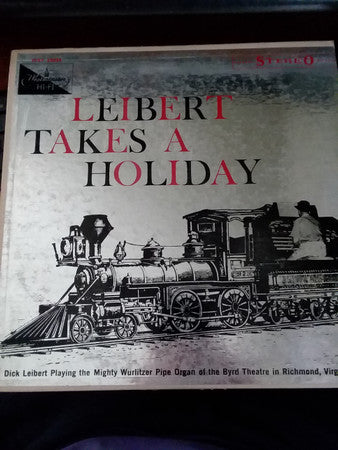 STEREO
Westminster
HI-FI
LEIBERT
TAKES A
HOLIDAY
Dick Leibert Playing the Mighty Wurlitzer Pipe Organ of the Byrd Theatre in Richmond, Virg